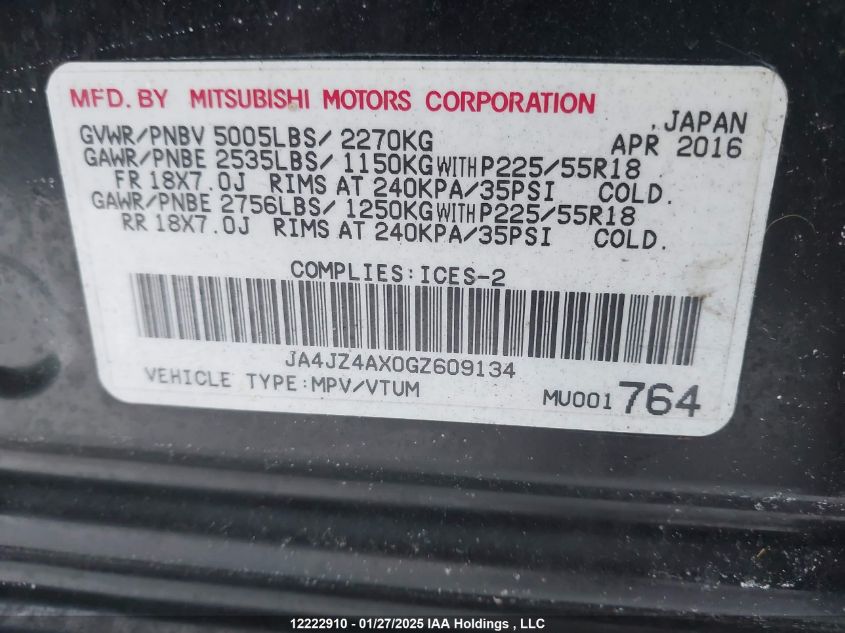 MFD. BY MITSUBISHI MOTORS CORPORATION
,JAPAN
GVWR/PNBV 5005LBS/ 2270KG APR 2016
GAWR/PNBE 2535LBS/ 1150KG WITH P225/55R18
FR 18X7.0J RIMS AT 240KPA/35PSI COLD.
GAWR/PNBE 2756LBS/ 1250KG WITH P225/55R18
RR 18X7.0J RIMS AT 240KPA/35PSI COLD.
COMPLIES:ICES-2
JA4JZ4AX0GZ609134
VEHICLE TYPE:MPV/VTUM
MU001 764
12222910 - 01/27/2025 IAA Holdings , LLC